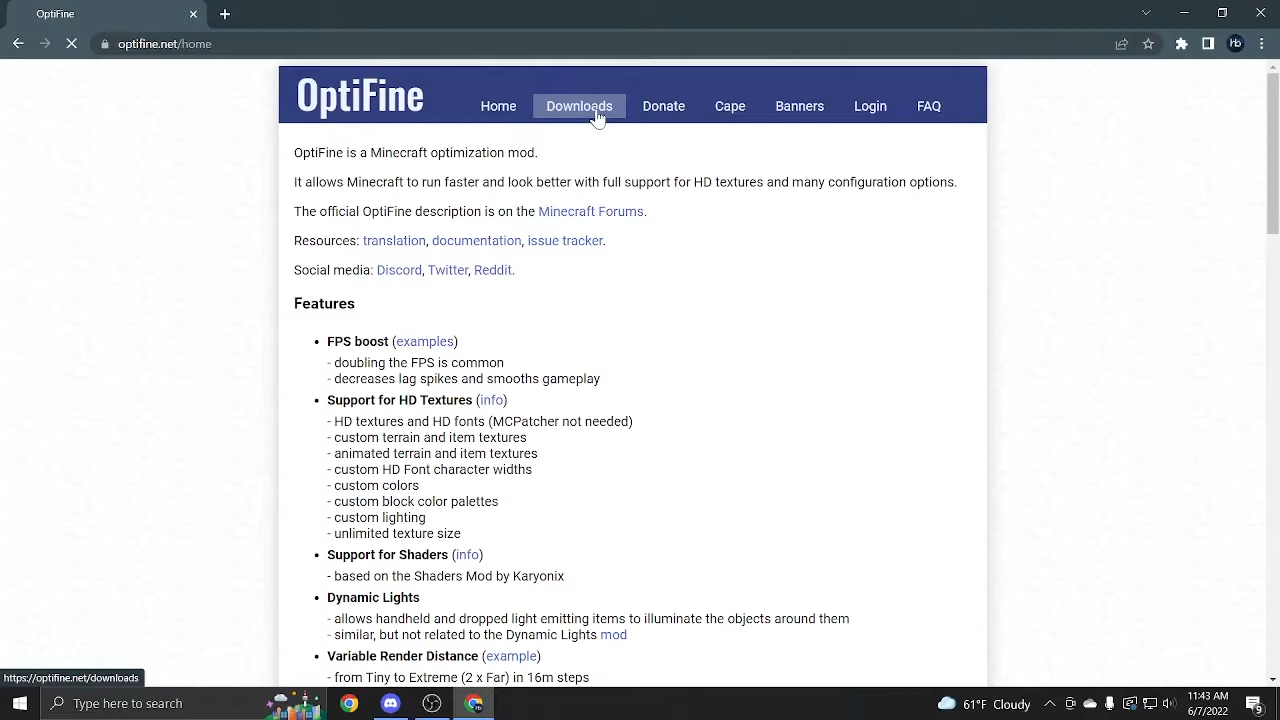 OptiFine
optifine.net/home
OptiFine
Home Downloads Donate Cape Banners Login FAQ
OptiFine is a Minecraft optimization mod.
It allows Minecraft to run faster and look better with full support for HD textures and many configuration options.
The official OptiFine description is on the Minecraft Forums.
Resources: translation, documentation, issue tracker.
Social media: Discord, Twitter, Reddit.
Features
• FPS boost (examples)
- doubling the FPS is common
- decreases lag spikes and smooths gameplay
• Support for HD Textures (info)
- HD textures and HD fonts (MCPatcher not needed)
- custom terrain and item textures
- animated terrain and item textures
- custom HD Font character widths
- custom colors
- custom block color palettes
- custom lighting
- unlimited texture size
• Support for Shaders (info)
- based on the Shaders Mod by Karyonix
• Dynamic Lights
- allows handheld and dropped light emitting items to illuminate the objects around them
- similar, but not related to the Dynamic Lights mod
• Variable Render Distance (example)
- from Tiny to Extreme (2 x Far) in 16m steps
https://optifine.net/downloads
Type here to search
61°F Cloudy
11:43 AM
6/7/2022